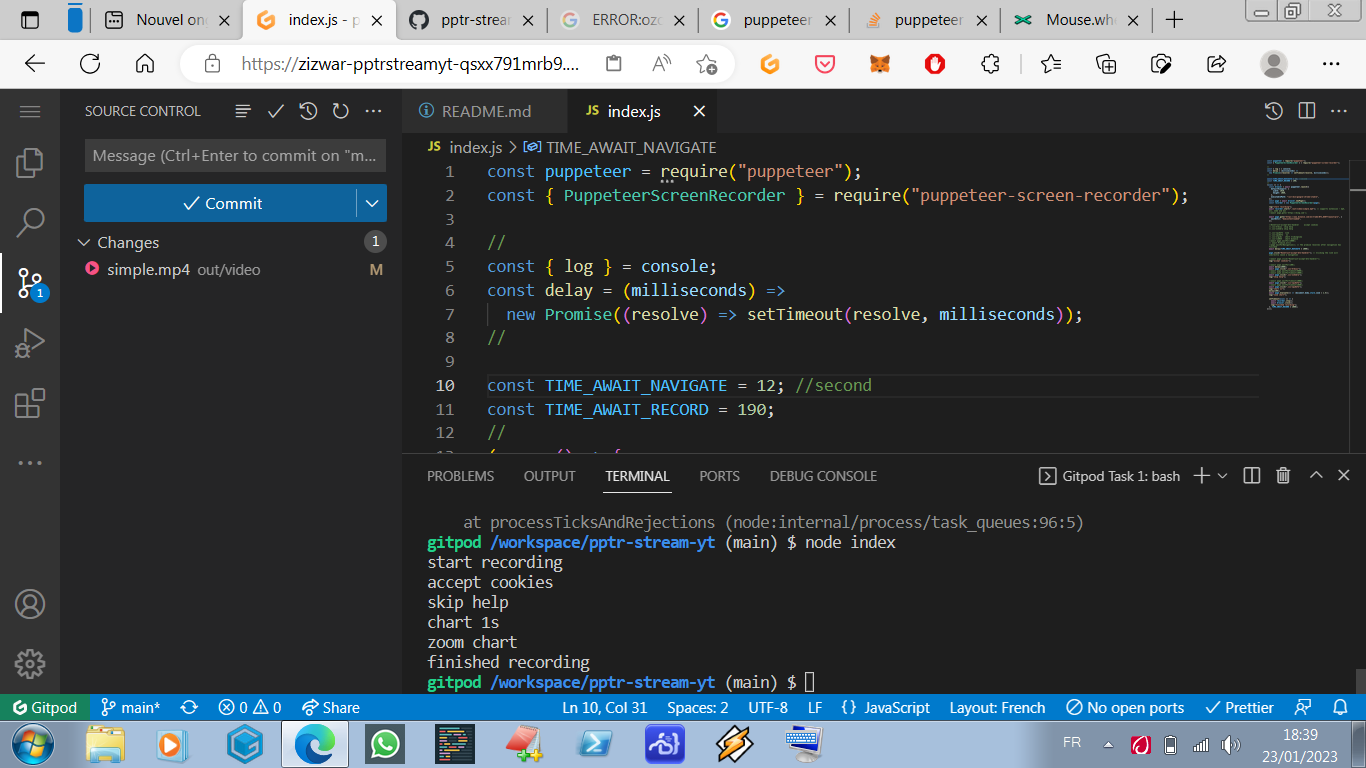 Nouvel on
index.js - p
pptr-strear
ERROR:ozo
puppeteer
puppeteer
Mouse.whe
https://zizwar-pptrstreamyt-qsxx791mrb9....
SOURCE CONTROL
Message (Ctrl+Enter to commit on "m...
Commit
Changes
1
simple.mp4 out/video
M
1
README.md
JS index.js
JS index.js > TIME_AWAIT_NAVIGATE
1 const puppeteer = require("puppeteer");
2 const { PuppeteerScreenRecorder } = require("puppeteer-screen-recorder");
3
4 //
5 const { log } = console;
6 const delay = (milliseconds) =>
7 new Promise((resolve) => setTimeout(resolve, milliseconds));
8 //
9
10 const TIME_AWAIT_NAVIGATE = 12; //second
11 const TIME_AWAIT_RECORD = 190;
12 //
PROBLEMS
OUTPUT
TERMINAL
PORTS
DEBUG CONSOLE
Gitpod Task 1: bash
at processTicksAndRejections (node:internal/process/task_queues:96:5)
gitpod /workspace/pptr-stream-yt (main) $ node index
start recording
accept cookies
skip help
chart 1s
zoom chart
finished recording
gitpod /workspace/pptr-stream-yt (main) $
Gitpod
main*
0
0
Share
Ln 10, Col 31
Spaces: 2
UTF-8
LF
{} JavaScript
Layout: French
No open ports
Prettier
FR
18:39
23/01/2023